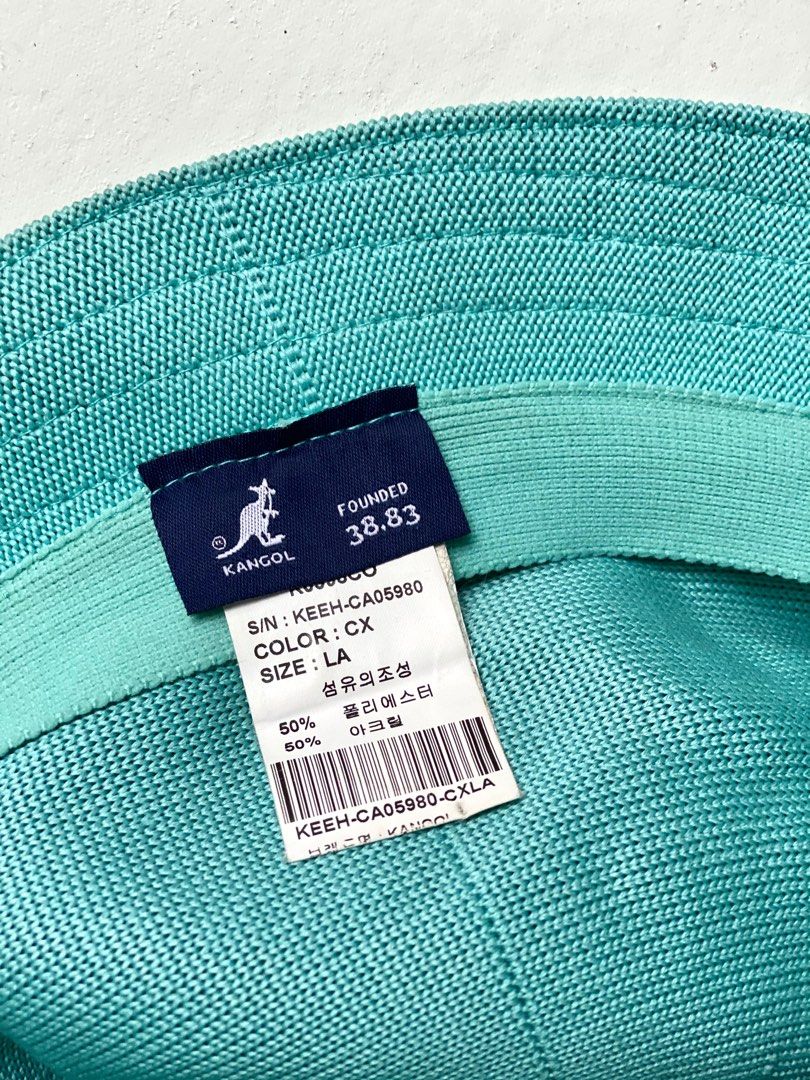 FOUNDED
38.83
KANGOL
S/N : KEEH-CA05980
COLOR : CX
SIZE : LA
섬유의조성
50% 폴리에스터
50% 아크릴
KEEH-CA05980-CXLA
: KANGOL